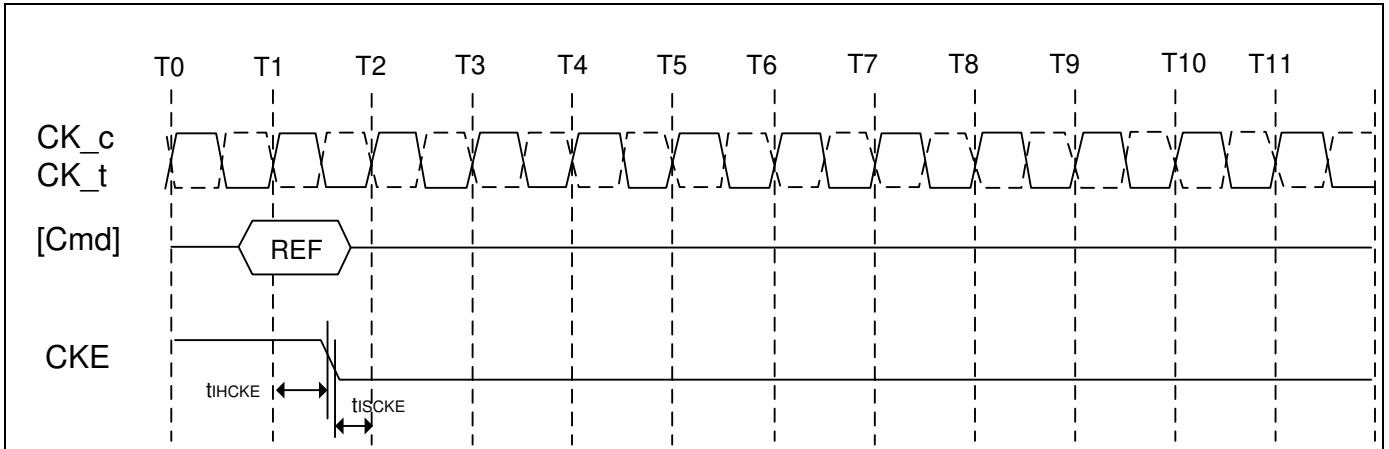 T0 T1 T2 T3 T4 T5 T6 T7 T8 T9 T10 T11
CK_c
CK_t
[Cmd] REF
CKE
tIHCKE
tISCKE